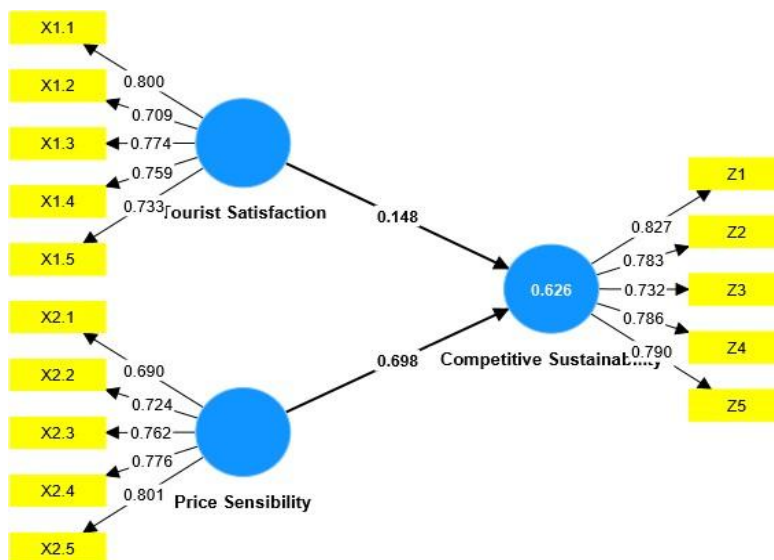 X1.1
X1.2
X1.3
X1.4
X1.5
0.800
0.709
0.774
0.759
0.733
Tourist Satisfaction
0.148
X2.1
X2.2
X2.3
X2.4
X2.5
0.690
0.724
0.762
0.776
0.801
Price Sensibility
0.698
0.626
Competitive Sustainability
0.827
0.783
0.732
0.786
0.790
Z1
Z2
Z3
Z4
Z5